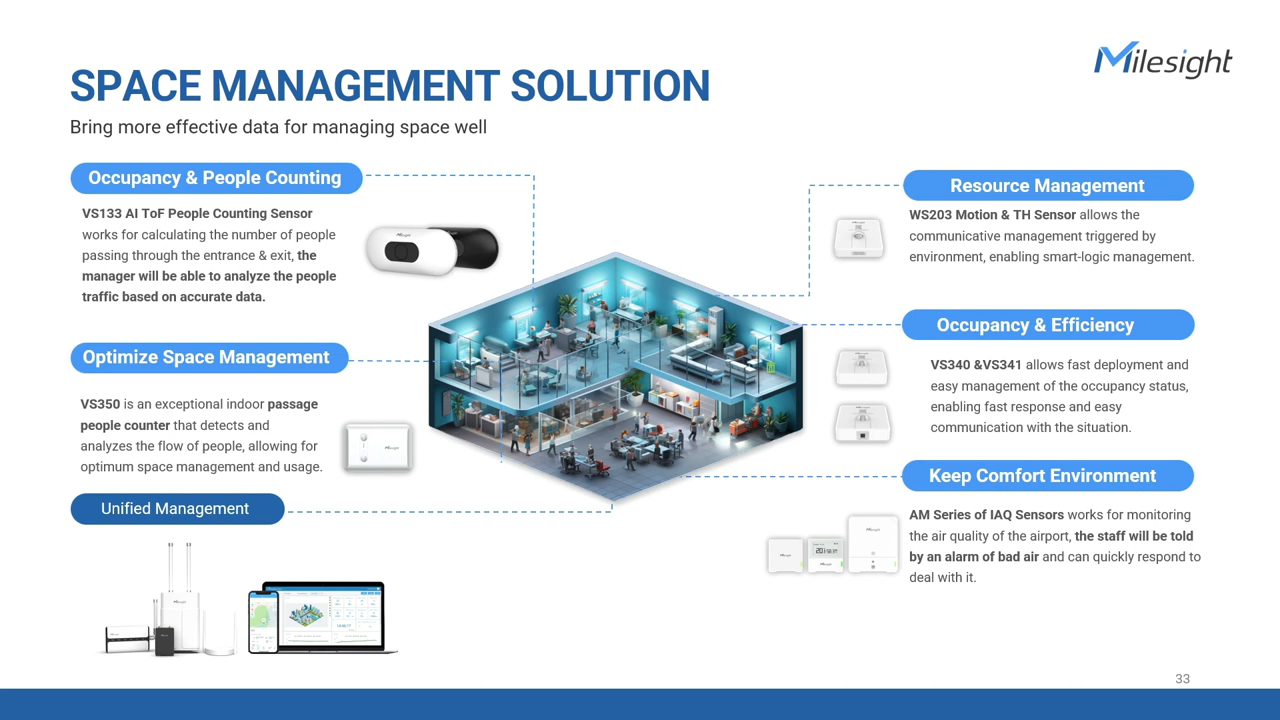 Milesight
SPACE MANAGEMENT SOLUTION
Bring more effective data for managing space well
Occupancy & People Counting
VS133 AI ToF People Counting Sensor
works for calculating the number of people
passing through the entrance & exit, the
manager will be able to analyze the people
traffic based on accurate data.
Optimize Space Management
VS350 is an exceptional indoor passage
people counter that detects and
analyzes the flow of people, allowing for
optimum space management and usage.
Unified Management
Resource Management
WS203 Motion & TH Sensor allows the
communicative management triggered by
environment, enabling smart-logic management.
Occupancy & Efficiency
VS340 &VS341 allows fast deployment and
easy management of the occupancy status,
enabling fast response and easy
communication with the situation.
Keep Comfort Environment
AM Series of IAQ Sensors works for monitoring
the air quality of the airport, the staff will be told
by an alarm of bad air and can quickly respond to
deal with it.
33